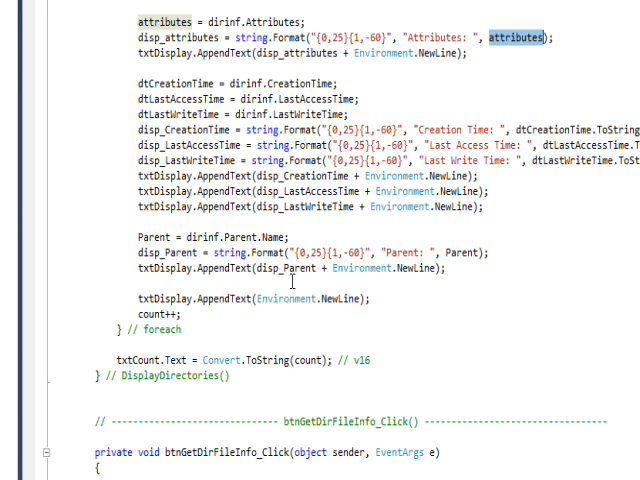 attributes = dirinf.Attributes;
disp_attributes = string.Format("{0,25}{1,-60}", "Attributes: ", attributes);
txtDisplay.AppendText(disp_attributes + Environment.NewLine);
dtCreationTime = dirinf.CreationTime;
dtLastAccessTime = dirinf.LastAccessTime;
dtLastWriteTime = dirinf.LastWriteTime;
disp_CreationTime = string.Format("{0,25}{1,-60}", "Creation Time: ", dtCreationTime.ToString
disp_LastAccessTime = string.Format("{0,25}{1,-60}", "Last Access Time: ", dtLastAccessTime.T
disp_LastWriteTime = string.Format("{0,25}{1,-60}", "Last Write Time: ", dtLastWriteTime.ToSt
txtDisplay.AppendText(disp_CreationTime + Environment.NewLine);
txtDisplay.AppendText(disp_LastAccessTime + Environment.NewLine);
txtDisplay.AppendText(disp_LastWriteTime + Environment.NewLine);
Parent = dirinf.Parent.Name;
disp_Parent = string.Format("{0,25}{1,-60}", "Parent: ", Parent);
txtDisplay.AppendText(disp_Parent + Environment.NewLine);
txtDisplay.AppendText(Environment.NewLine);
count++;
} // foreach
txtCount.Text = Convert.ToString(count); // v16
} // DisplayDirectories()
// ------------------------------- btnGetDirFileInfo_Click() ----------------------------------
private void btnGetDirFileInfo_Click(object sender, EventArgs e)
{